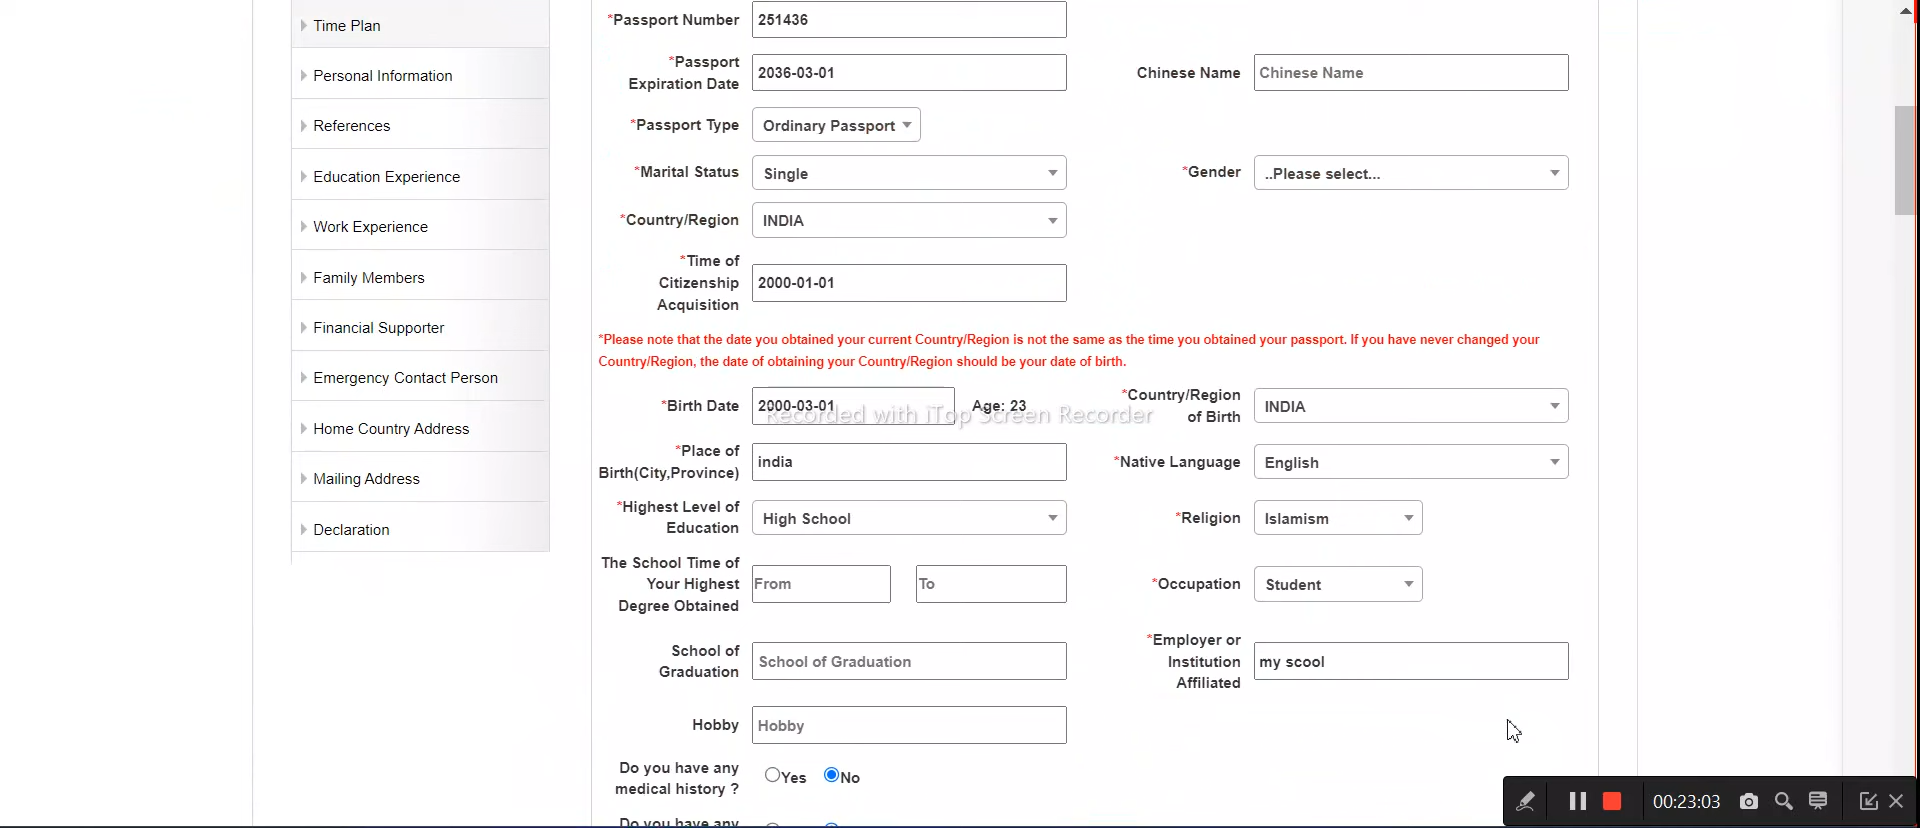 Time Plan
Personal Information
References
Education Experience
Work Experience
Family Members
Financial Supporter
Emergency Contact Person
Home Country Address
Mailing Address
Declaration
*Passport Number 251436
*Passport
Expiration Date 2036-03-01 Chinese Name Chinese Name
*Passport Type Ordinary Passport
*Marital Status Single *Gender ..Please select...
*Country/Region INDIA
*Time of
Citizenship
Acquisition 2000-01-01
*Please note that the date you obtained your current Country/Region is not the same as the time you obtained your passport. If you have never changed your
Country/Region, the date of obtaining your Country/Region should be your date of birth.
*Birth Date 2000-03-01 Age: 23 *Country/Region
of Birth INDIA
Recorded with iTop Screen Recorder
*Place of
Birth(City,Province) india *Native Language English
*Highest Level of
Education High School *Religion Islamism
The School Time of
Your Highest
Degree Obtained From To *Occupation Student
School of
Graduation School of Graduation *Employer or
Institution
Affiliated my scool
Hobby Hobby
Do you have any
medical history ? Yes No
Do you have any
00:23:03